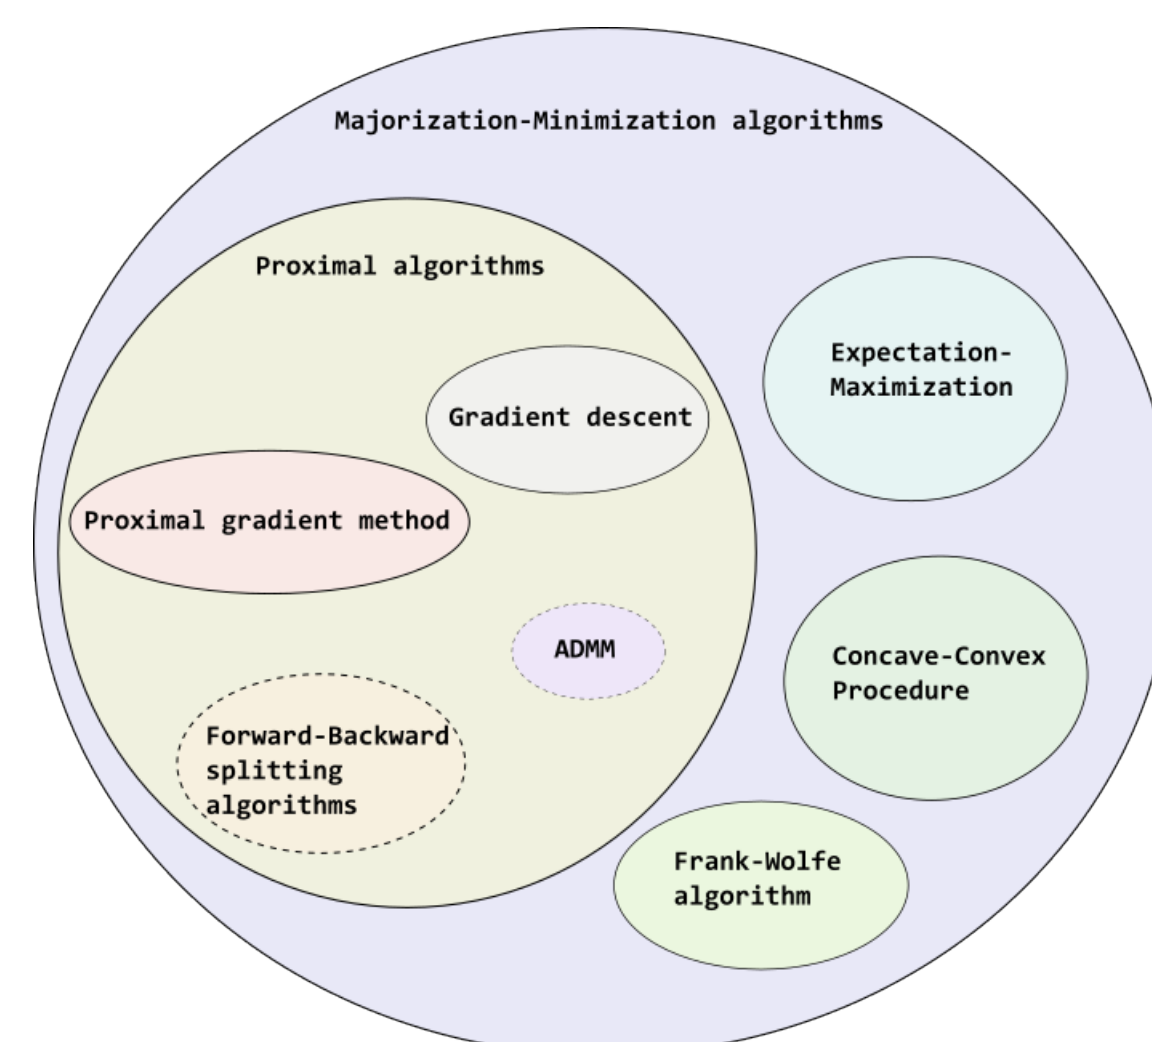 Majorization-Minimization algorithms
Proximal algorithms
Expectation-
Maximization
Gradient descent
Proximal gradient method
ADMM
Concave-Convex
Procedure
Forward-Backward
splitting
algorithms
Frank-Wolfe
algorithm